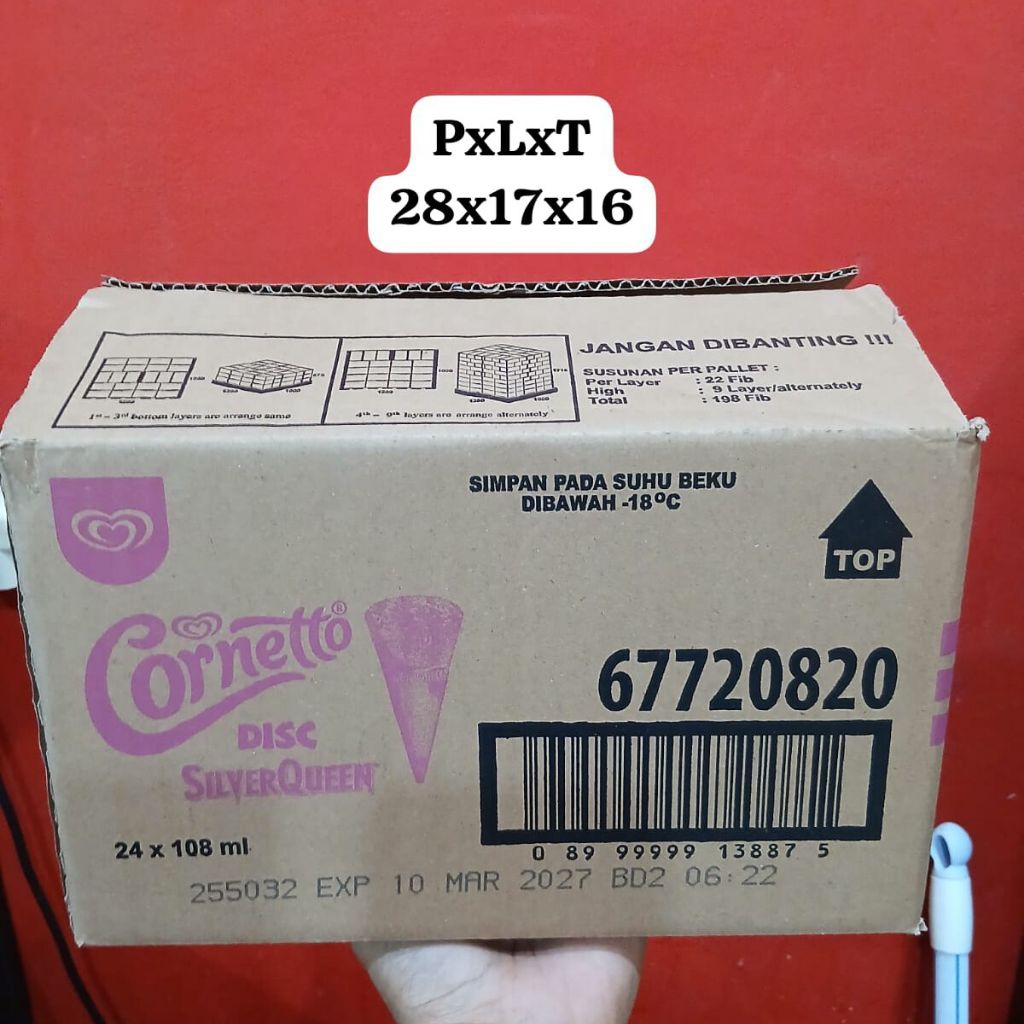 PxLxT
28x17x16
JANGAN DIBANTING !!!
SUSUNAN PER PALLET :
Per Layer : 22 Fib
High : 9 Layer/alternately
Total : 198 Fib
1st - 3rd bottom layers are arrange same
4th - 9th layers are arrange alternately
SIMPAN PADA SUHU BEKU
DIBAWAH -18°C
TOP
Cornetto®
DISC
SILVERQUEEN
67720820
24 x 108 ml
0 89 99999 13887 5
255032 EXP 10 MAR 2027 BD2 06:22